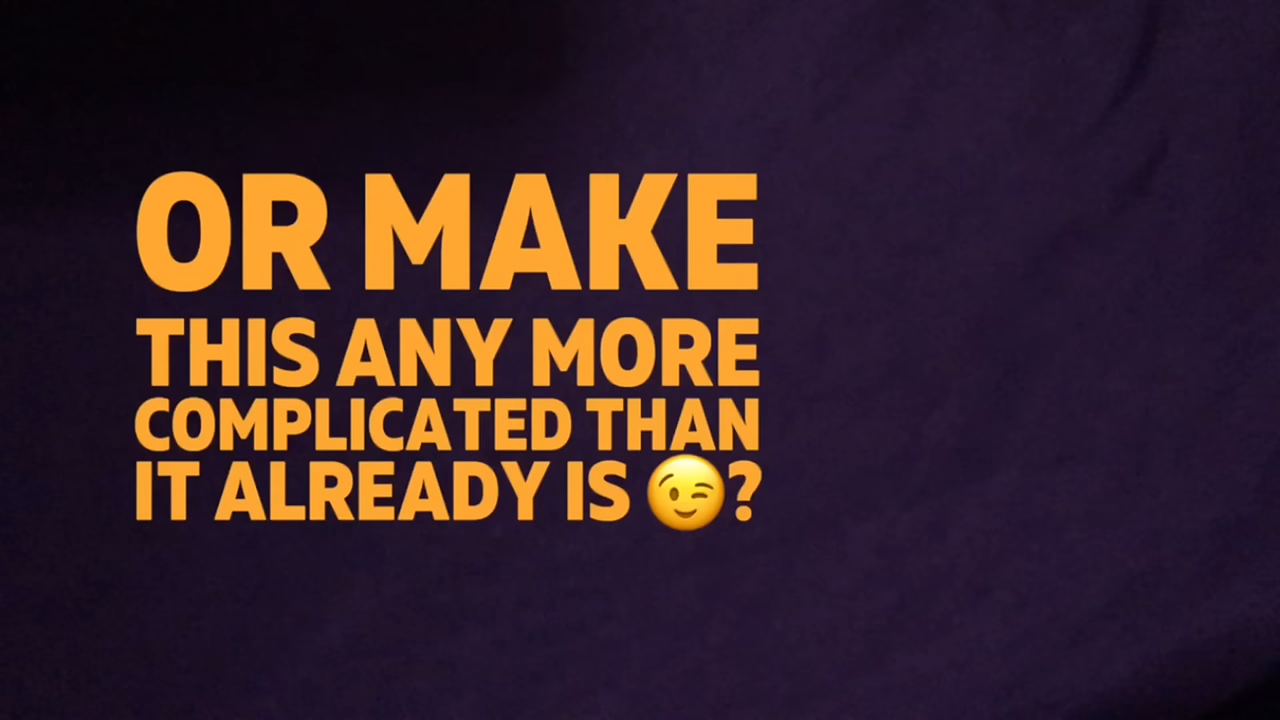 OR MAKE
THIS ANY MORE
COMPLICATED THAN
IT ALREADY IS 😉?